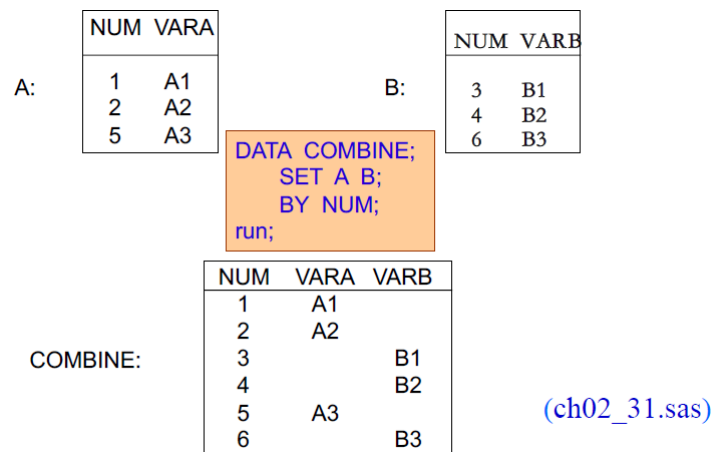 NUM VARA
A:
1 A1
2 A2
5 A3
NUM VARB
B:
3 B1
4 B2
6 B3
DATA COMBINE;
SET A B;
BY NUM;
run;
COMBINE:
NUM VARA VARB
1 A1
2 A2
3 B1
4 B2
5 A3
6 B3
(ch02_31.sas)